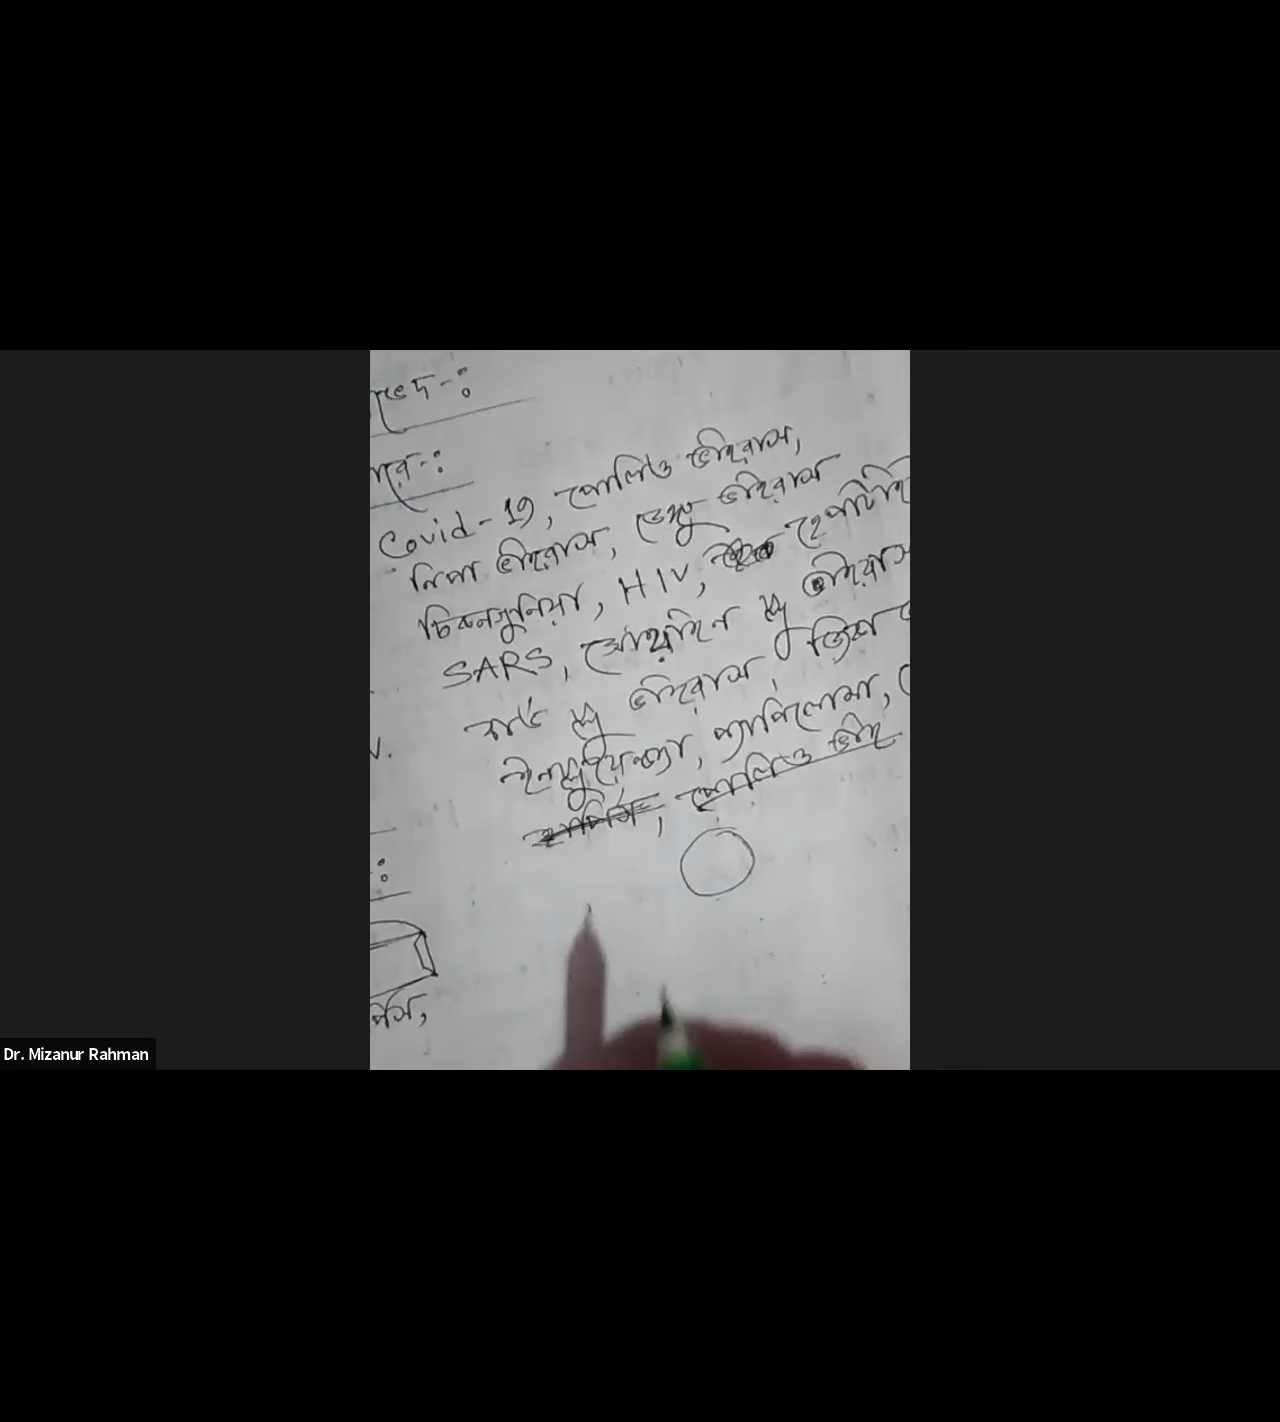 Covid-19, পোলিও ভাইরাস,
নিপা ভাইরাস, ডেঙ্গু ভাইরাস
চিকনগুনিয়া, HIV,
SARS, সোয়াইন ফ্লু ভাইরাস
বার্ড ফ্লু ভাইরাস, জিকা
ইনফ্লুয়েঞ্জা, প্যাপিলোমা,
পোলিও ভাই
Dr. Mizanur Rahman